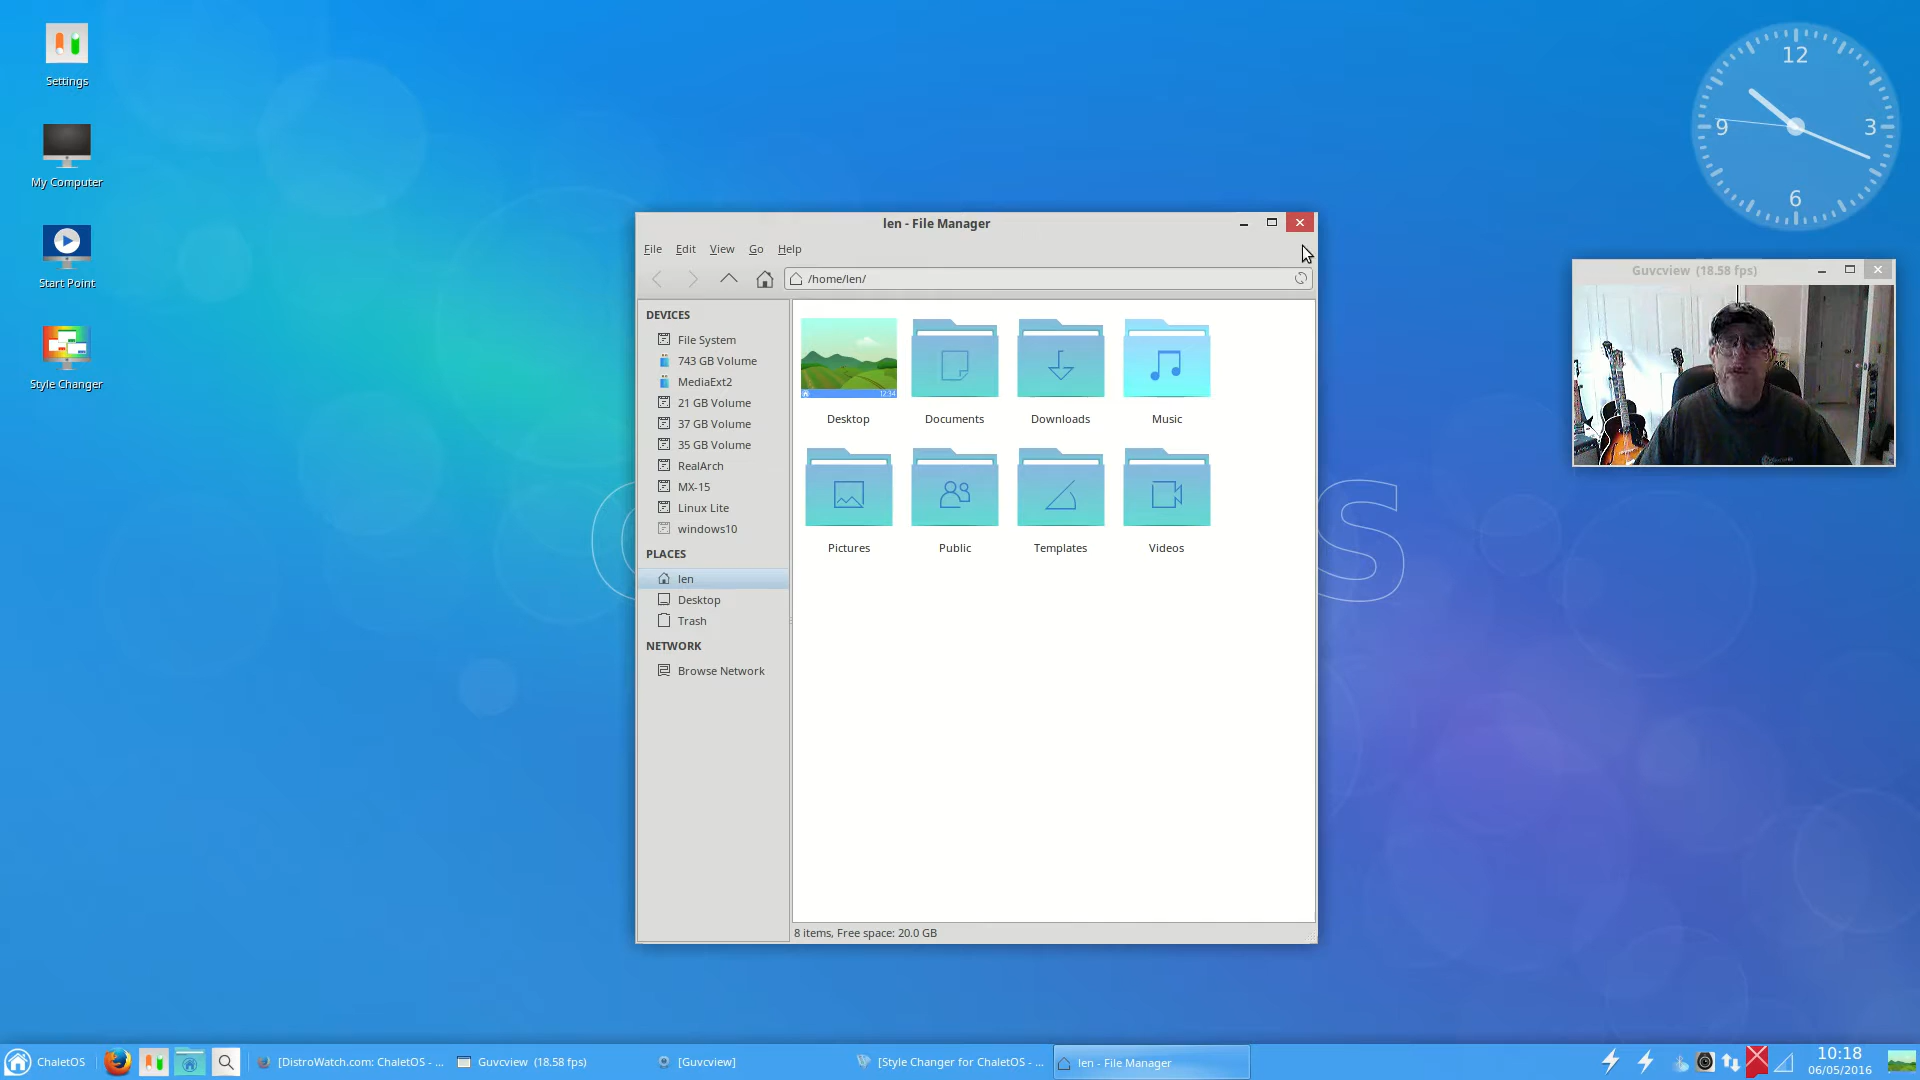 Settings
My Computer
Start Point
Style Changer
12
9
3
6
len - File Manager
File Edit View Go Help
/home/len/
DEVICES
File System
743 GB Volume
MediaExt2
21 GB Volume
37 GB Volume
35 GB Volume
RealArch
MX-15
Linux Lite
windows10
PLACES
len
Desktop
Trash
NETWORK
Browse Network
Desktop
Documents
Downloads
Music
Pictures
Public
Templates
Videos
8 items, Free space: 20.0 GB
Guvcview (18.58 fps)
S
ChaletOS
[DistroWatch.com: ChaletOS - ...
Guvcview (18.58 fps)
[Guvcview]
[Style Changer for ChaletOS - ...
len - File Manager
10:18
06/05/2016